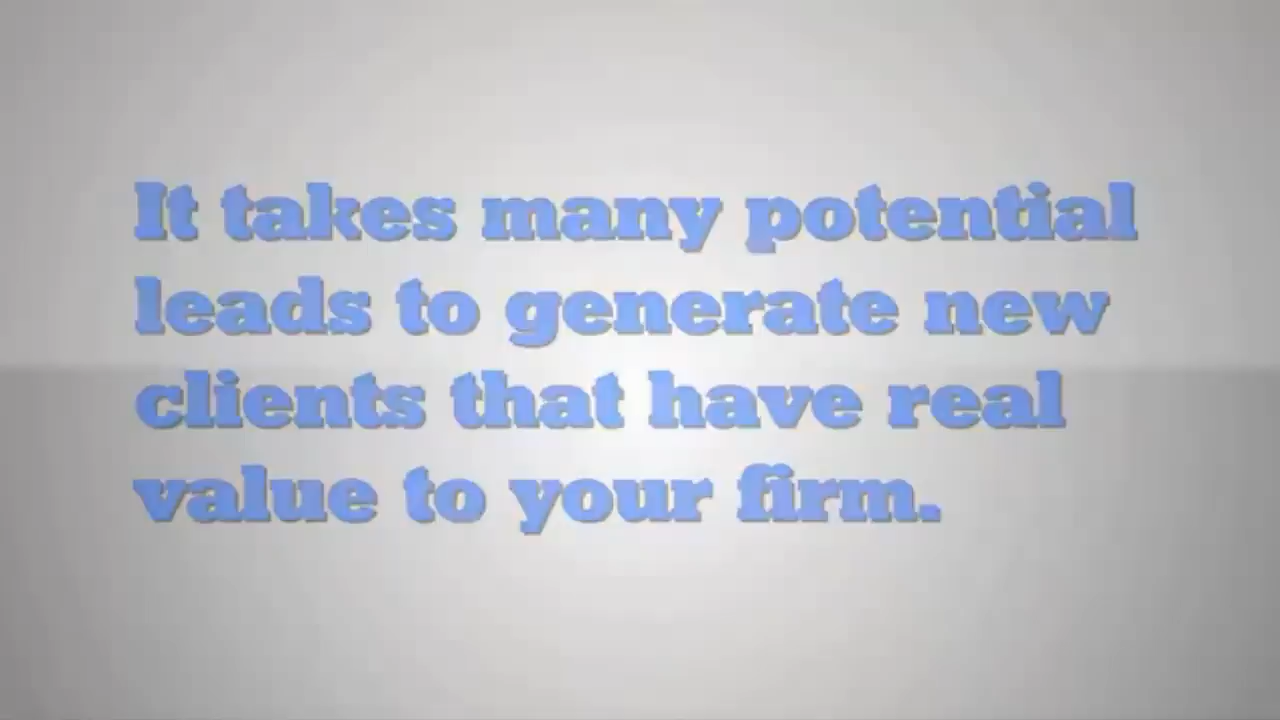 It takes many potential
leads to generate new
clients that have real
value to your firm.